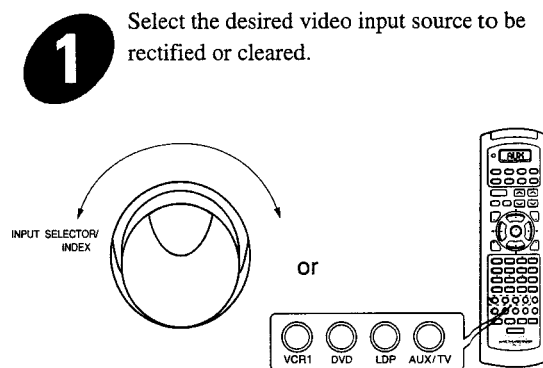 1
Select the desired video input source to be
rectified or cleared.
INPUT SELECTOR/
INDEX
or
AUX
VCR1 DVD LDP AUX/TV